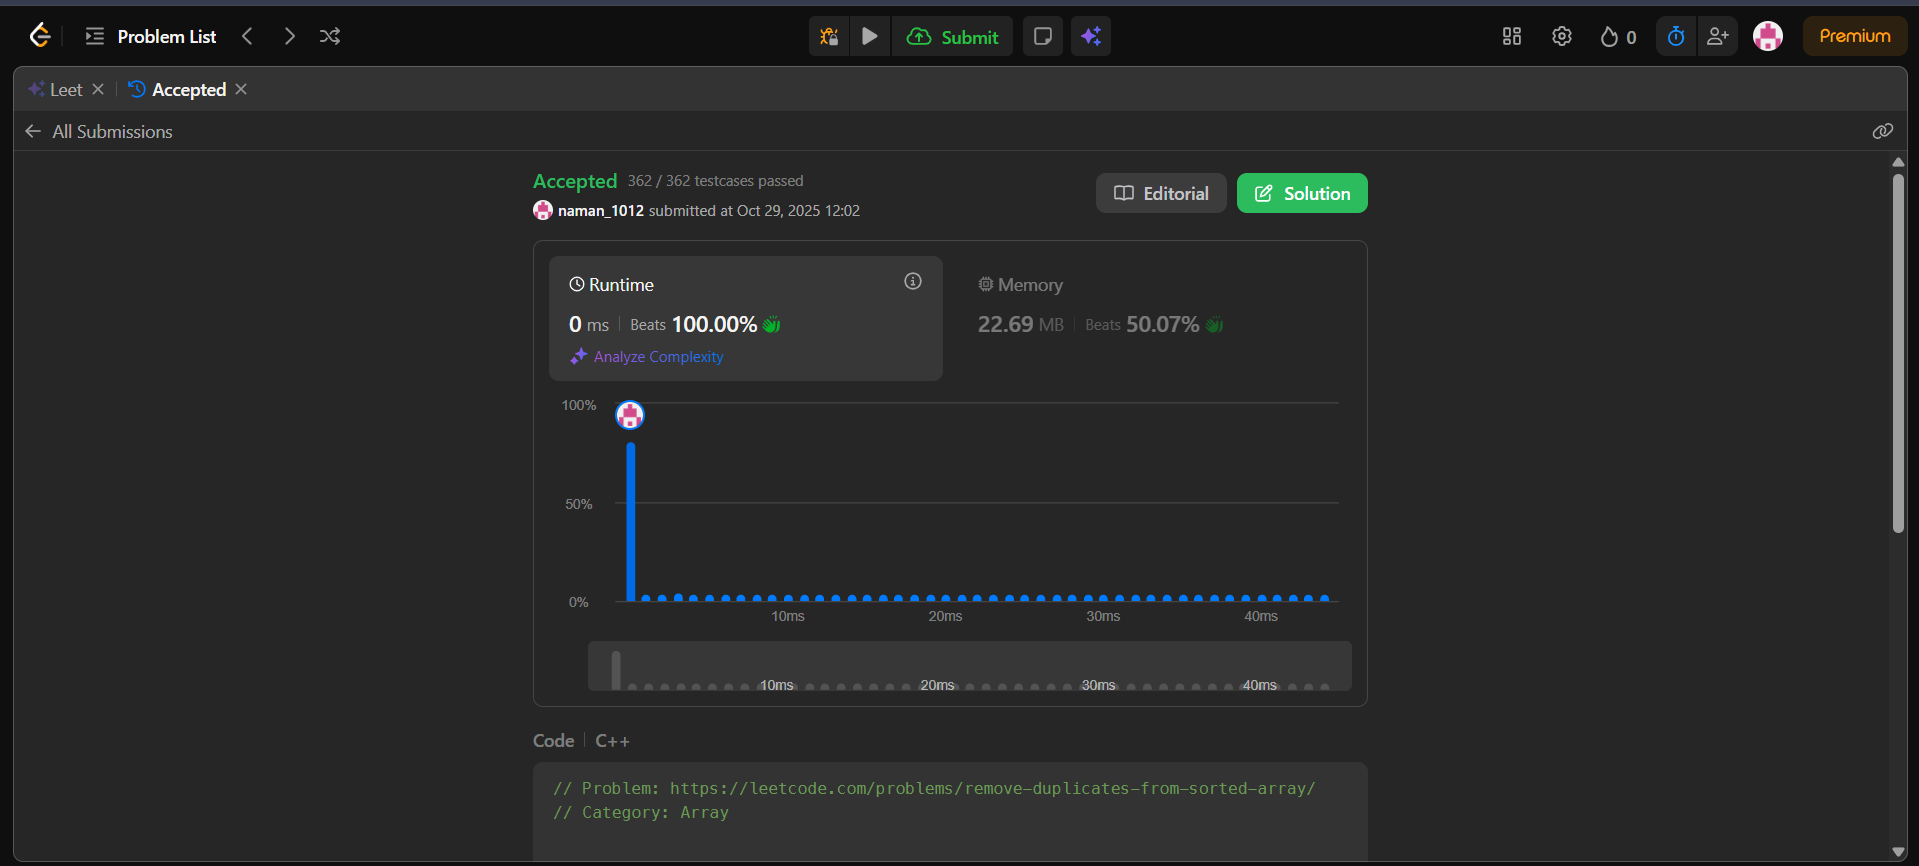 Problem List
Submit
0
Premium
Leet
Accepted
All Submissions
Accepted 362 / 362 testcases passed
naman_1012 submitted at Oct 29, 2025 12:02
Editorial
Solution
Runtime
0 ms Beats 100.00%
Analyze Complexity
Memory
22.69 MB Beats 50.07%
100%
50%
0%
10ms 20ms 30ms 40ms
10ms 20ms 30ms 40ms
Code C++
// Problem: https://leetcode.com/problems/remove-duplicates-from-sorted-array/
// Category: Array